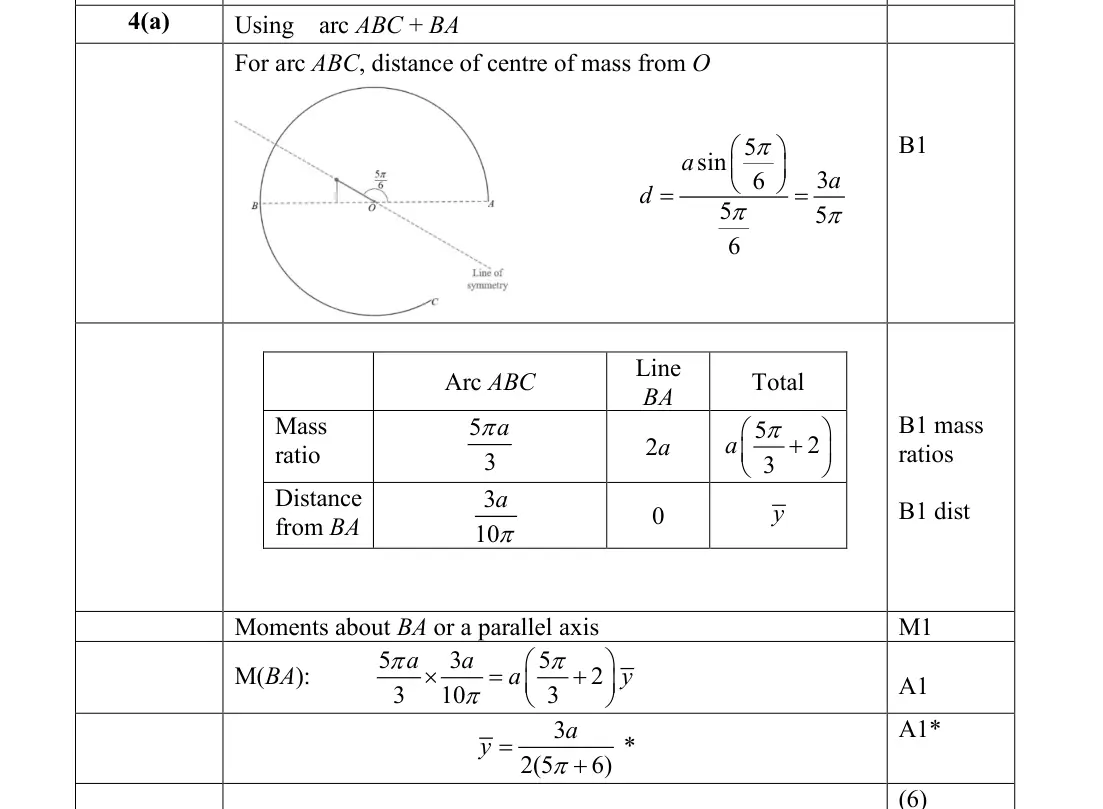 4(a) Using arc ABC + BA
For arc ABC, distance of centre of mass from O
5π/6
B O A
Line of
symmetry
C
d = a sin(5π/6) / (5π/6) = 3a/5π
B1
Arc ABC Line BA Total
Mass ratio 5πa/3 2a a(5π/3 + 2)
Distance from BA 3a/10π 0 y̅
B1 mass
ratios
B1 dist
Moments about BA or a parallel axis M1
M(BA): 5πa/3 × 3a/10π = a(5π/3 + 2) y̅ A1
y̅ = 3a / 2(5π + 6) * A1*
(6)